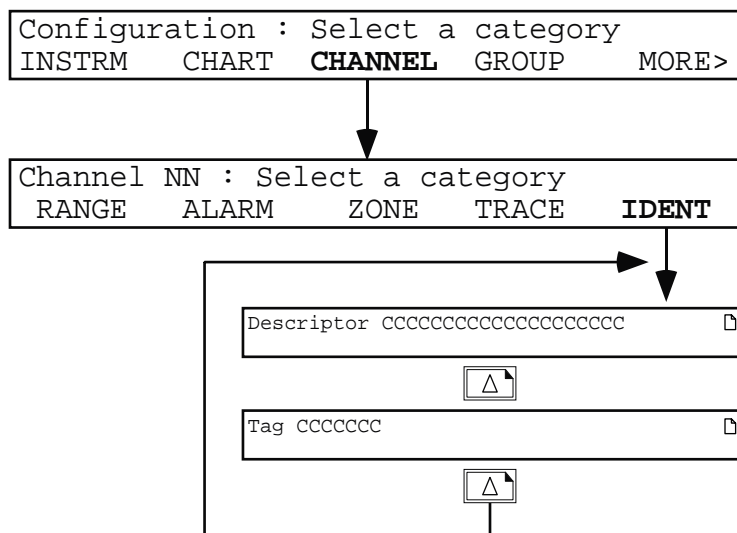 Configuration : Select a category
INSTRM CHART CHANNEL GROUP MORE>
Channel NN : Select a category
RANGE ALARM ZONE TRACE IDENT
Descriptor CCCCCCCCCCCCCCCCCCCC
Tag CCCCCCC